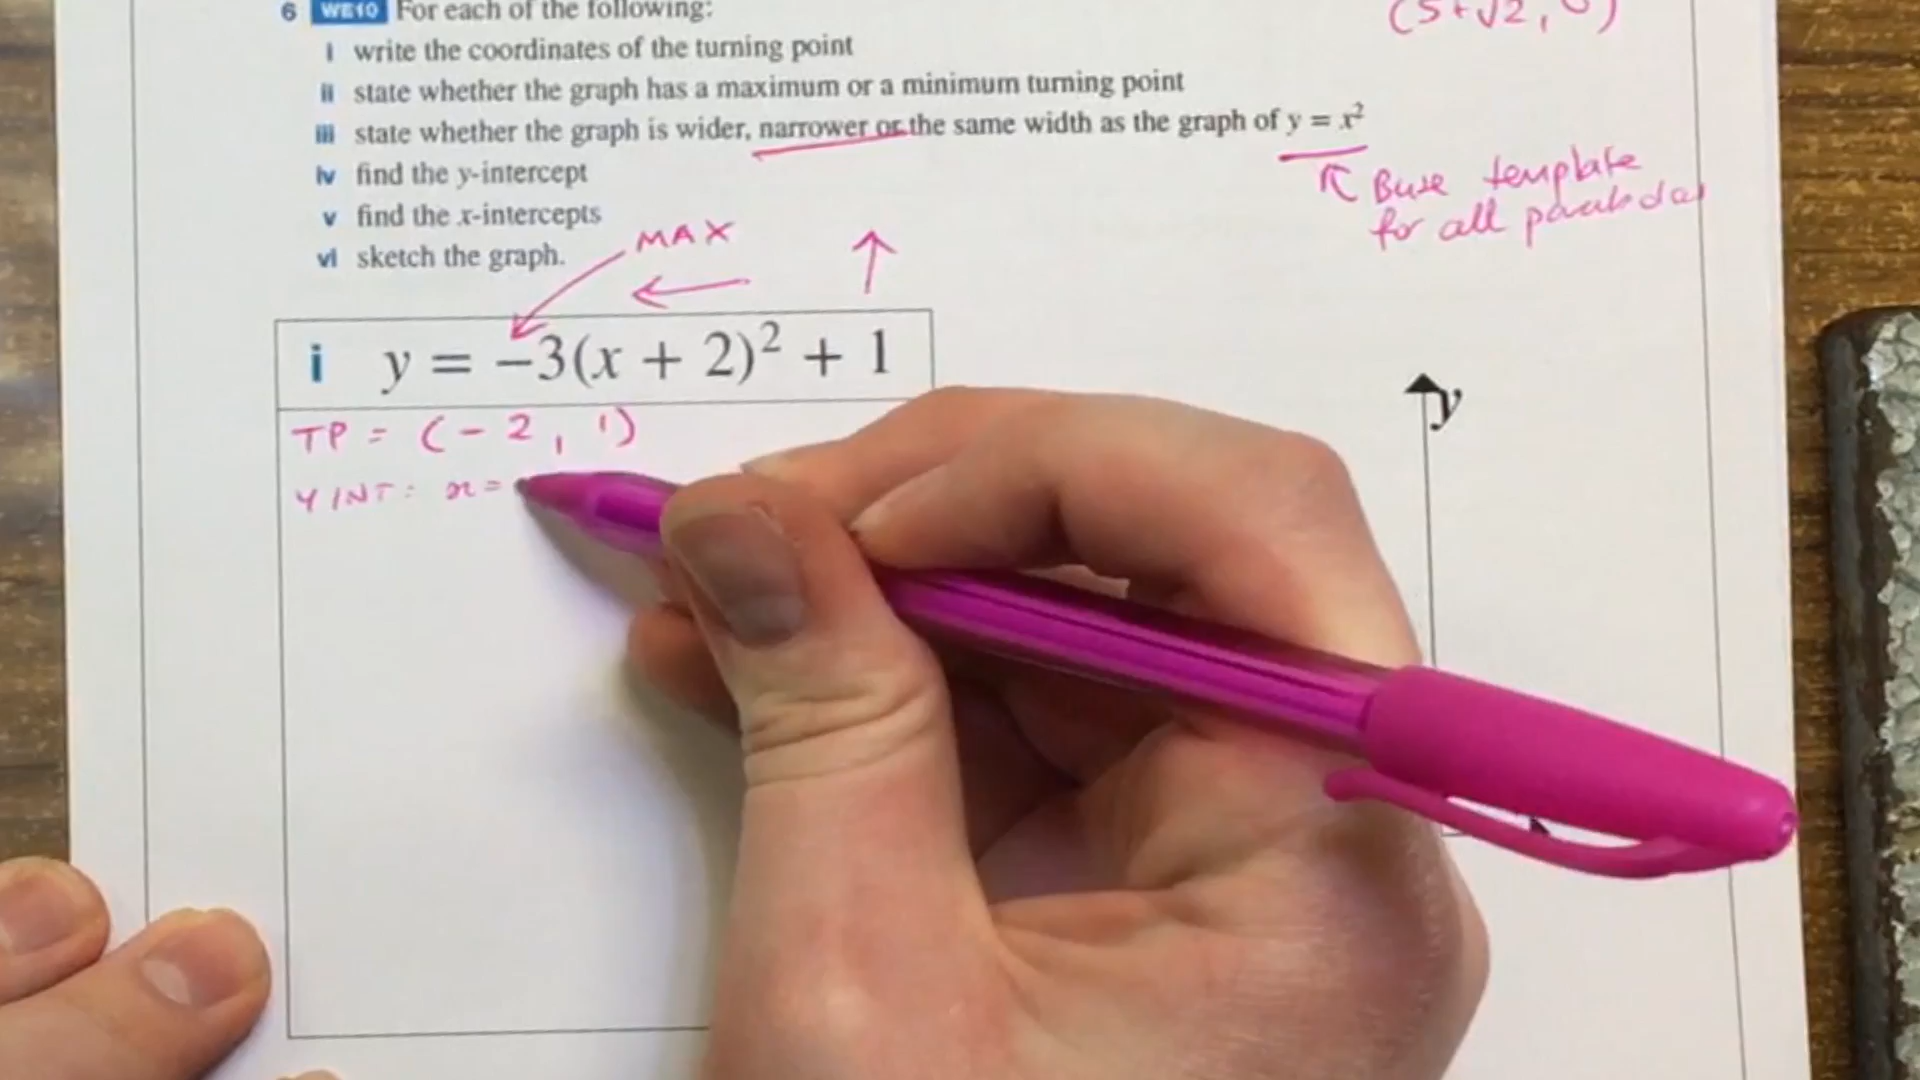 (5+√2, 0)
6 WE10 For each of the following:
i write the coordinates of the turning point
ii state whether the graph has a maximum or a minimum turning point
iii state whether the graph is wider, narrower or the same width as the graph of y = x²
iv find the y-intercept
Base template
for all parabolas
v find the x-intercepts
MAX
vi sketch the graph.
i y = −3(x + 2)² + 1
y
TP = (-2, 1)
Y INT: x =